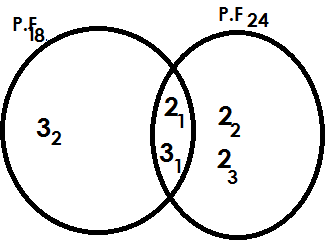 P.F₁₈
P.F₂₄
3₂
2₁
3₁
2₂
2₃